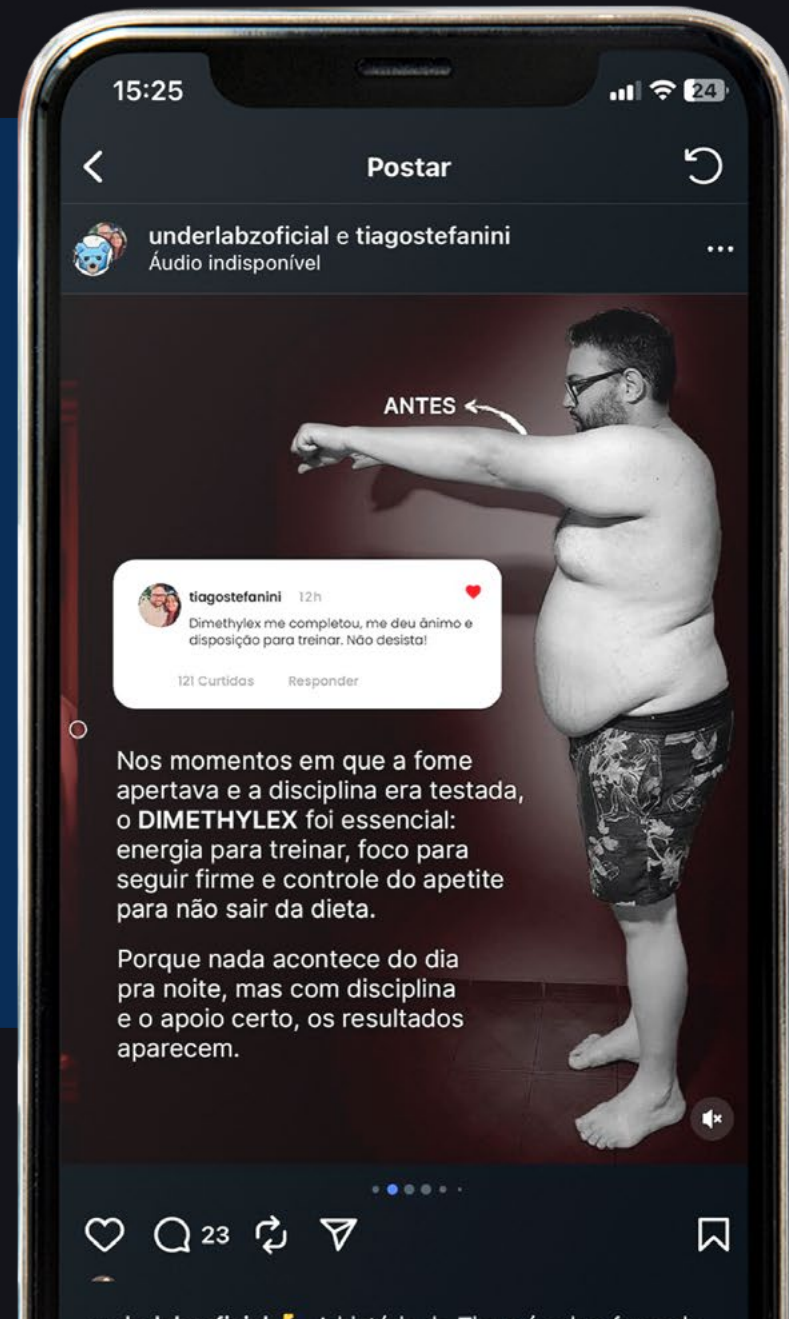 15:25
24
Postar
underlabzoficial e tiagostefanini
Áudio indisponível
ANTES
tiagostefanini 12h
Dimethylex me completou, me deu ânimo e
disposição para treinar. Não desista!
121 Curtidas Responder
Nos momentos em que a fome
apertava e a disciplina era testada,
o DIMETHYLEX foi essencial:
energia para treinar, foco para
seguir firme e controle do apetite
para não sair da dieta.
Porque nada acontece do dia
pra noite, mas com disciplina
e o apoio certo, os resultados
aparecem.
23